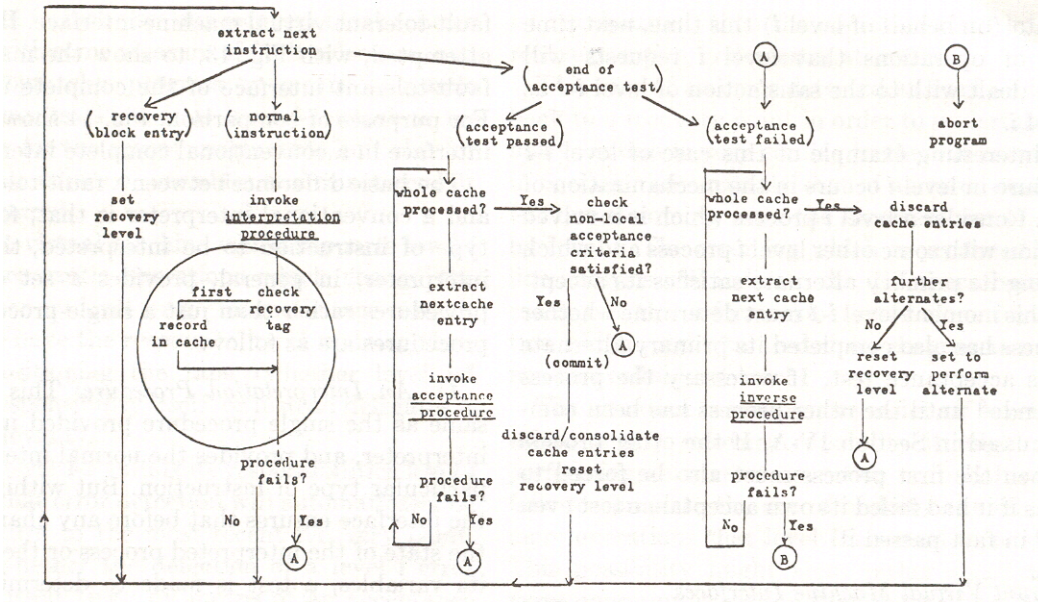 extract next
instruction
end of
(acceptance test)
A
B
(recovery
block entry)
(normal
instruction)
(acceptance
test passed)
(acceptance
test failed)
abort
program
set
recovery
level
invoke
interpretation
procedure
whole cache
processed?
Yes
check
nominal
acceptance
criteria
satisfied?
whole cache
processed?
Yes
discard
cache entries
first
check
recovery
tag
record
in cache
extract
nextcache
entry
Yes
No
A
(commit)
extract
next cache
entry
other
alternates?
No
Yes
reset
recovery
level
set to
perform
alternate
invoke
acceptance
procedure
invoke
inverse
procedure
discard/consolidate
cache entries
reset
recovery level
A
procedure
fails?
procedure
fails?
procedure
fails?
No
Yes
No
Yes
No
Yes
A
A
B